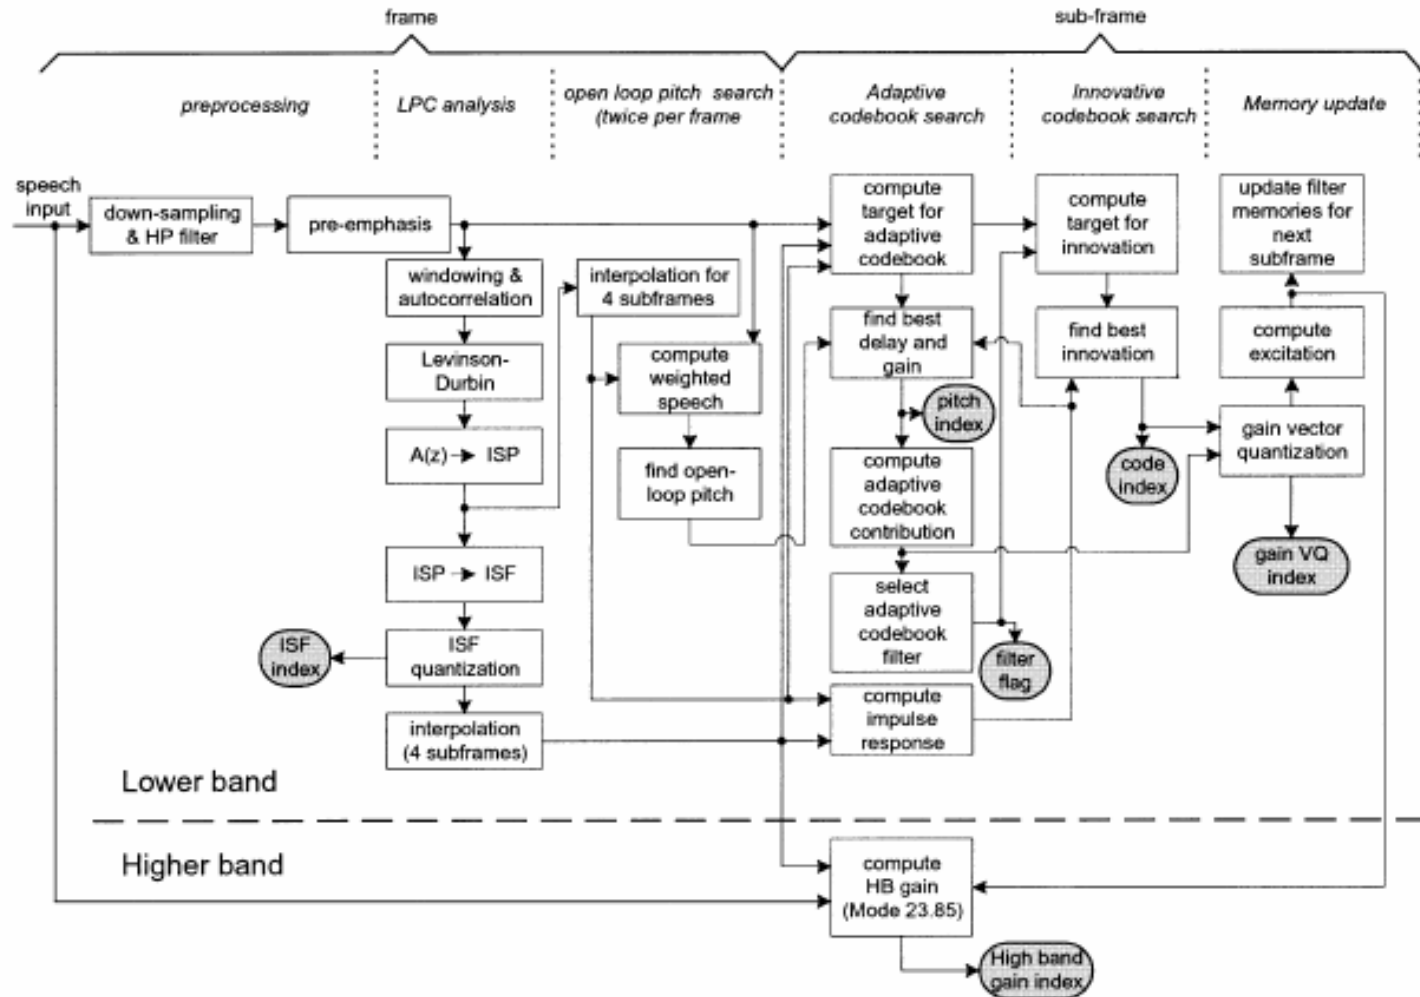 frame
sub-frame
preprocessing
LPC analysis
open loop pitch search
(twice per frame
Adaptive
codebook search
Innovative
codebook search
Memory update
speech
input
down-sampling
& HP filter
pre-emphasis
windowing &
autocorrelation
Levinson-
Durbin
A(z) → ISP
ISP → ISF
ISF
quantization
ISF
index
interpolation
(4 subframes)
interpolation for
4 subframes
compute
weighted
speech
find open-
loop pitch
compute
target for
adaptive
codebook
find best
delay and
gain
pitch
index
compute
adaptive
codebook
contribution
select
adaptive
codebook
filter
filter
flag
compute
impulse
response
compute
target for
innovation
find best
innovation
code
index
update filter
memories for
next
subframe
compute
excitation
gain vector
quantization
gain VQ
index
Lower band
Higher band
compute
HB gain
(Mode 23.85)
High band
gain index